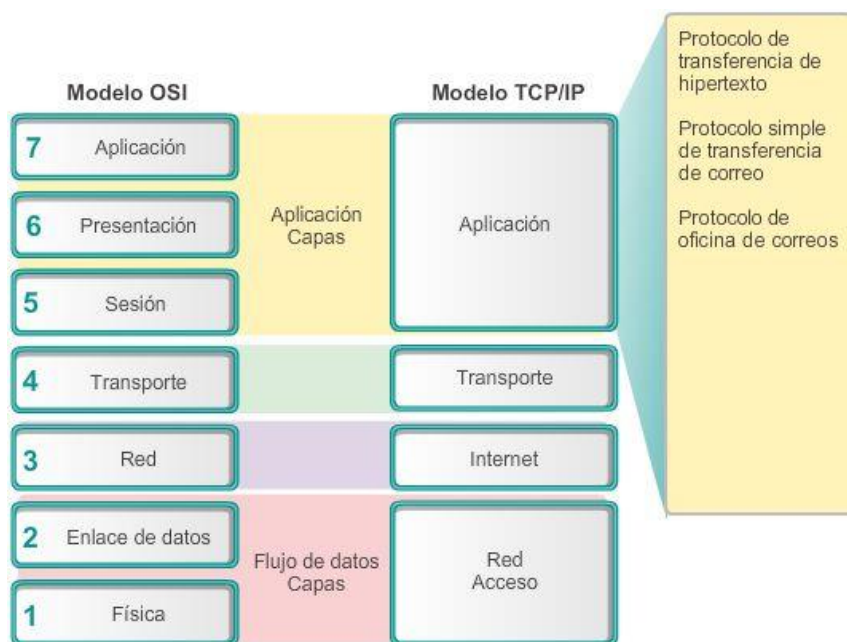 Modelo OSI
7 Aplicación
6 Presentación
5 Sesión
4 Transporte
3 Red
2 Enlace de datos
1 Física
Aplicación
Capas
Flujo de datos
Capas
Modelo TCP/IP
Aplicación
Transporte
Internet
Red
Acceso
Protocolo de
transferencia de
hipertexto
Protocolo simple
de transferencia
de correo
Protocolo de
oficina de correos